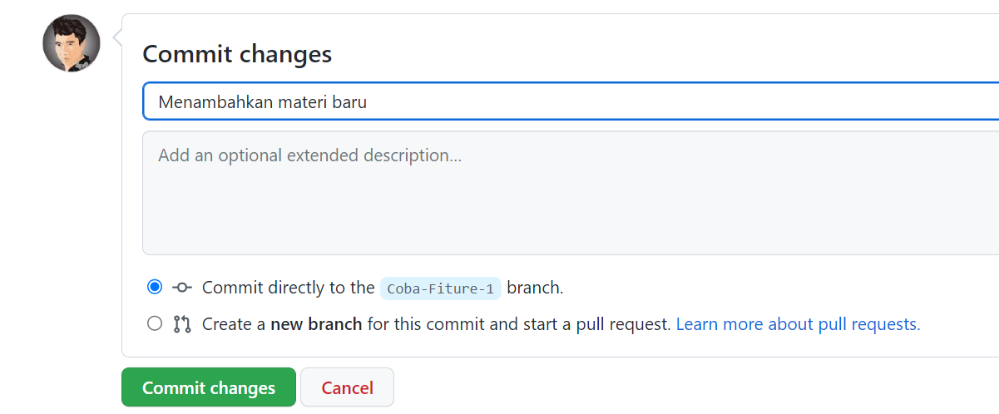 Commit changes
Menambahkan materi baru
Add an optional extended description...
Commit directly to the Coba-Fiture-1 branch.
Create a new branch for this commit and start a pull request. Learn more about pull requests.
Commit changes
Cancel